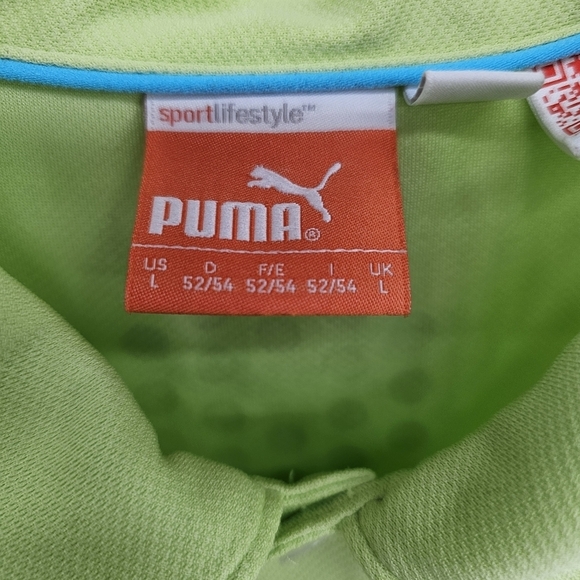 sportlifestyle™
PUMA®
US D F/E I UK
L 52/54 52/54 52/54 L